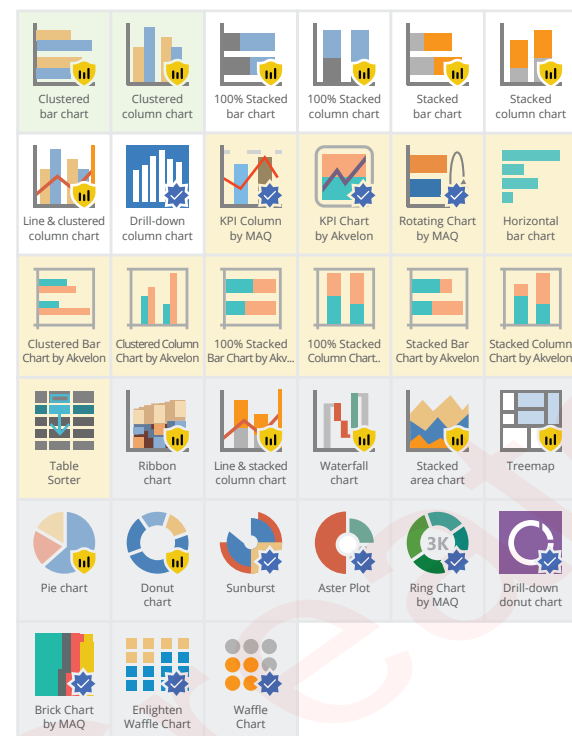 Clustered
bar chart
Clustered
column chart
100% Stacked
bar chart
100% Stacked
column chart
Stacked
bar chart
Stacked
column chart
Line & clustered
column chart
Drill-down
column chart
KPI Column
by MAQ
KPI Chart
by Akvelon
Rotating Chart
by MAQ
Horizontal
bar chart
Clustered Bar
Chart by Akvelon
Clustered Column
Chart by Akvelon
100% Stacked
Bar Chart by Akv...
100% Stacked
Column Chart..
Stacked Bar
Chart by Akvelon
Stacked Column
Chart by Akvelon
Table
Sorter
Ribbon
chart
Line & stacked
column chart
Waterfall
chart
Stacked
area chart
Treemap
Pie chart
Donut
chart
Sunburst
Aster Plot
3K
Ring Chart
by MAQ
Drill-down
donut chart
Brick Chart
by MAQ
Enlighten
Waffle Chart
Waffle
Chart